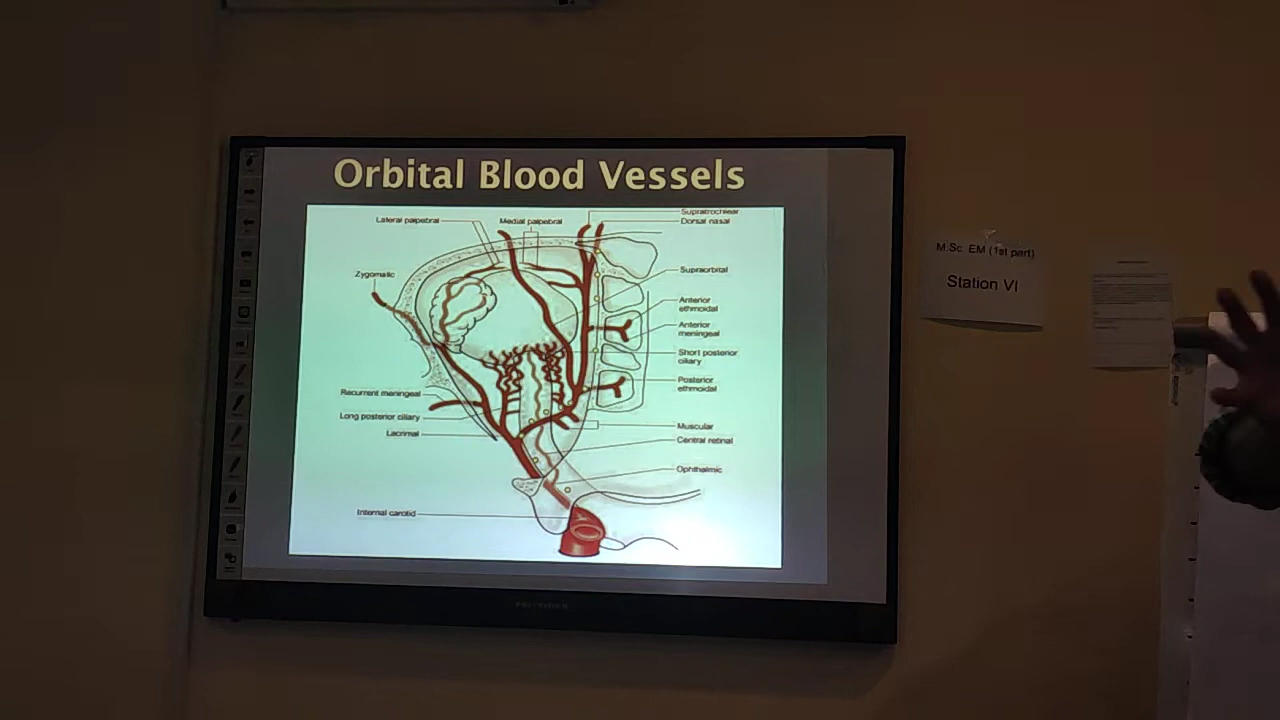 Orbital Blood Vessels
Lateral palpebral
Medial palpebral
Supratrochlear
Dorsal nasal
Zygomatic
Supraorbital
Anterior
ethmoidal
Anterior
meningeal
Short posterior
ciliary
Posterior
ethmoidal
Recurrent meningeal
Long posterior ciliary
Lacrimal
Muscular
Central retinal
Ophthalmic
Internal carotid
M.Sc. EM (1st part)
Station VI